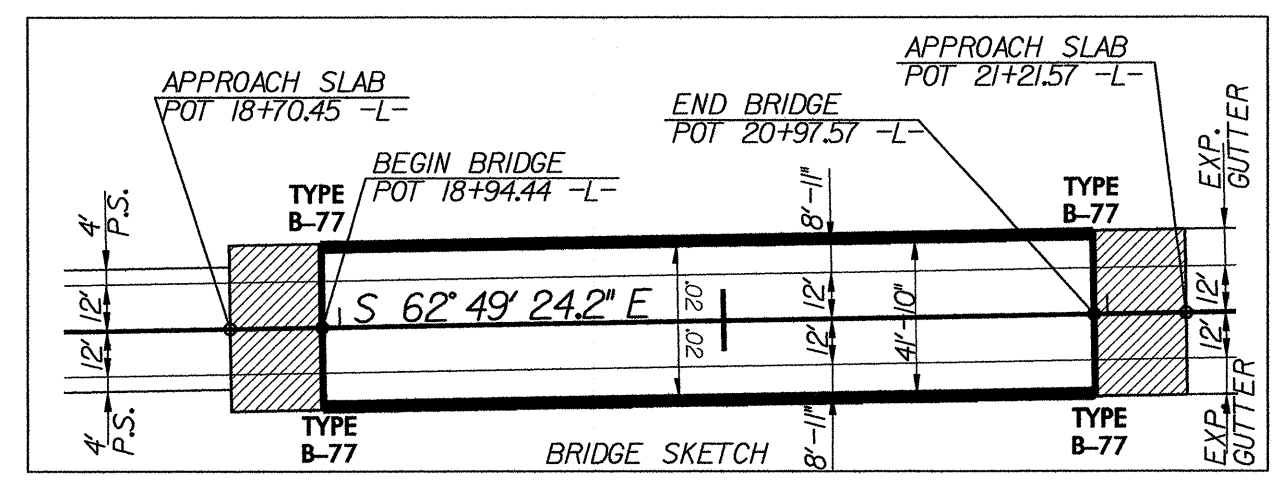 APPROACH SLAB
POT 18+70.45 -L-
APPROACH SLAB
POT 21+21.57 -L-
END BRIDGE
POT 20+97.57 -L-
BEGIN BRIDGE
POT 18+94.44 -L-
EXP.
GUTTER
TYPE
B-77
TYPE
B-77
4'
P.S.
8'-11"
12'
12'
12'
12'
12'
12'
S 62° 49' 24.2" E
.02
.02
41'-10"
4'
P.S.
TYPE
B-77
TYPE
B-77
8'-11"
EXP.
GUTTER
BRIDGE SKETCH